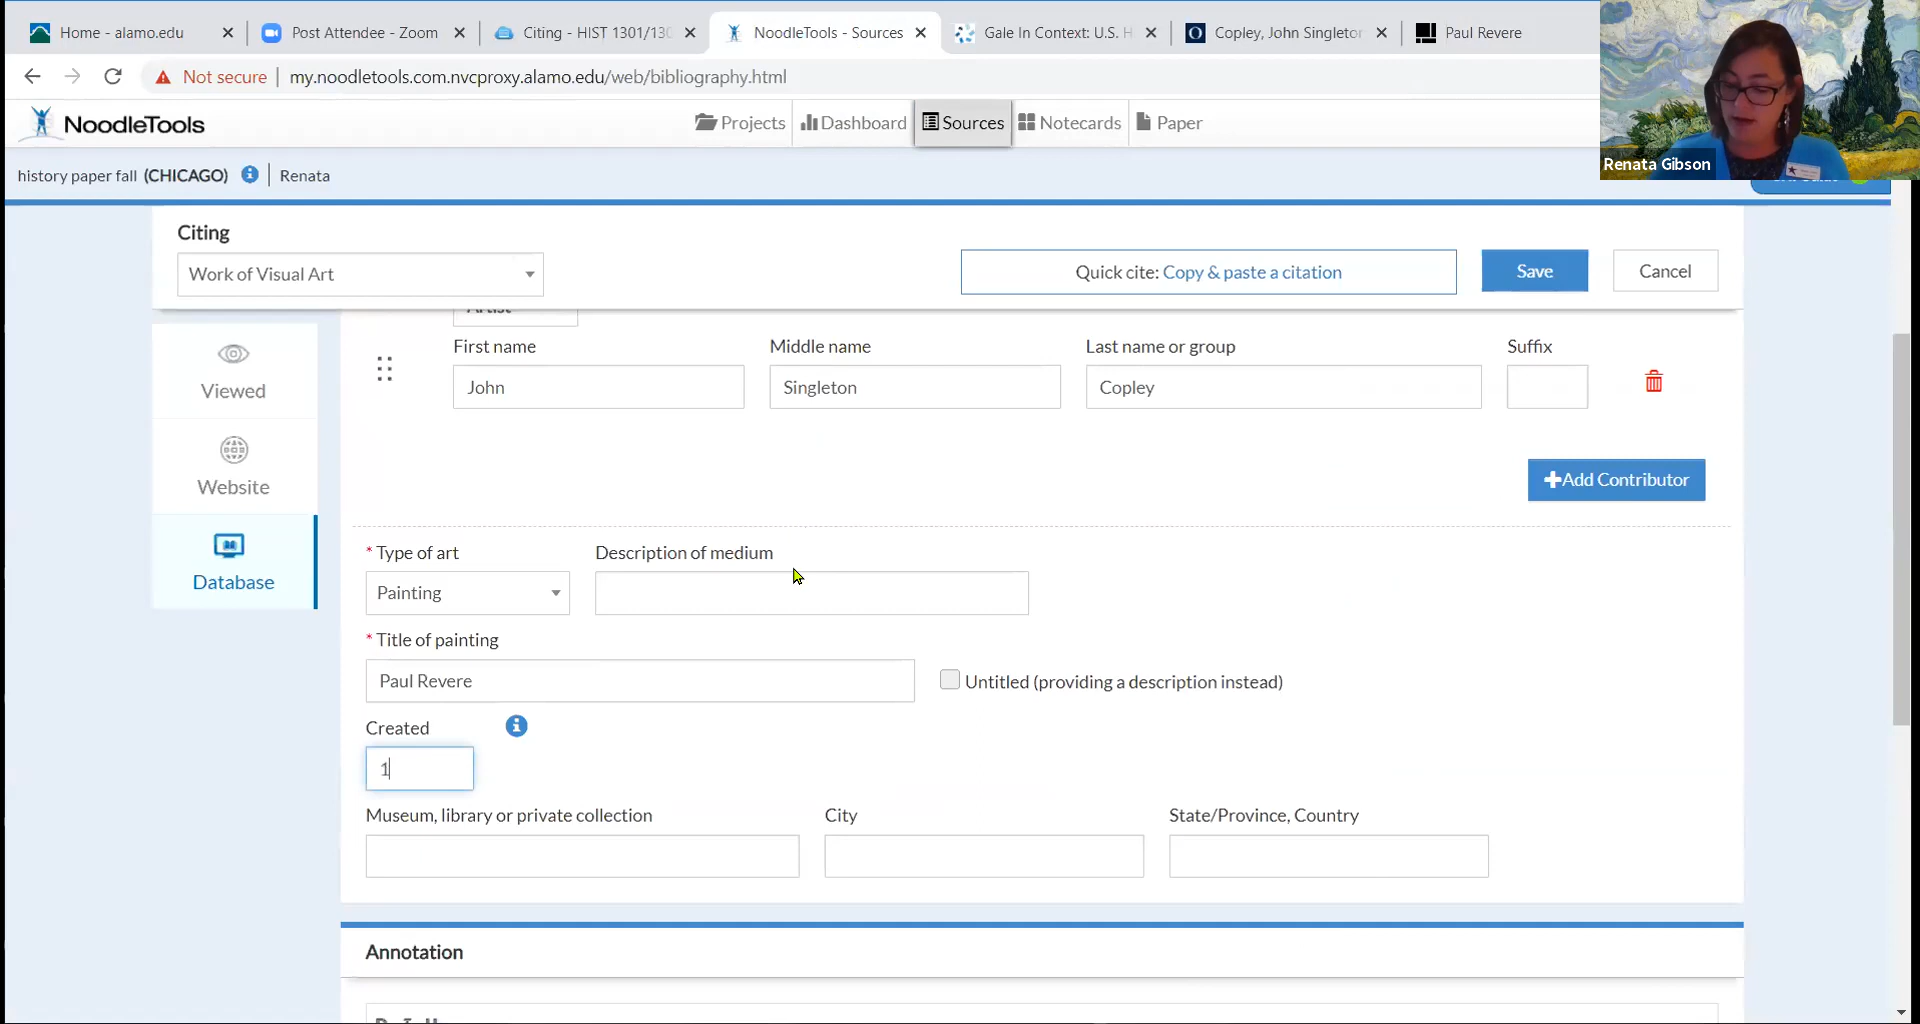 Home - alamo.edu
Post Attendee - Zoom
Citing - HIST 1301/130
NoodleTools - Sources
Gale In Context: U.S. H
Copley, John Singleton
Paul Revere
Not secure
my.noodletools.com.nvcproxy.alamo.edu/web/bibliography.html
NoodleTools
Projects
Dashboard
Sources
Notecards
Paper
Renata Gibson
history paper fall (CHICAGO)
Renata
Citing
Work of Visual Art
Quick cite: Copy & paste a citation
Save
Cancel
Viewed
Website
Database
Artist
First name
Middle name
Last name or group
Suffix
John
Singleton
Copley
Add Contributor
* Type of art
Description of medium
Painting
* Title of painting
Paul Revere
Untitled (providing a description instead)
Created
1
Museum, library or private collection
City
State/Province, Country
Annotation